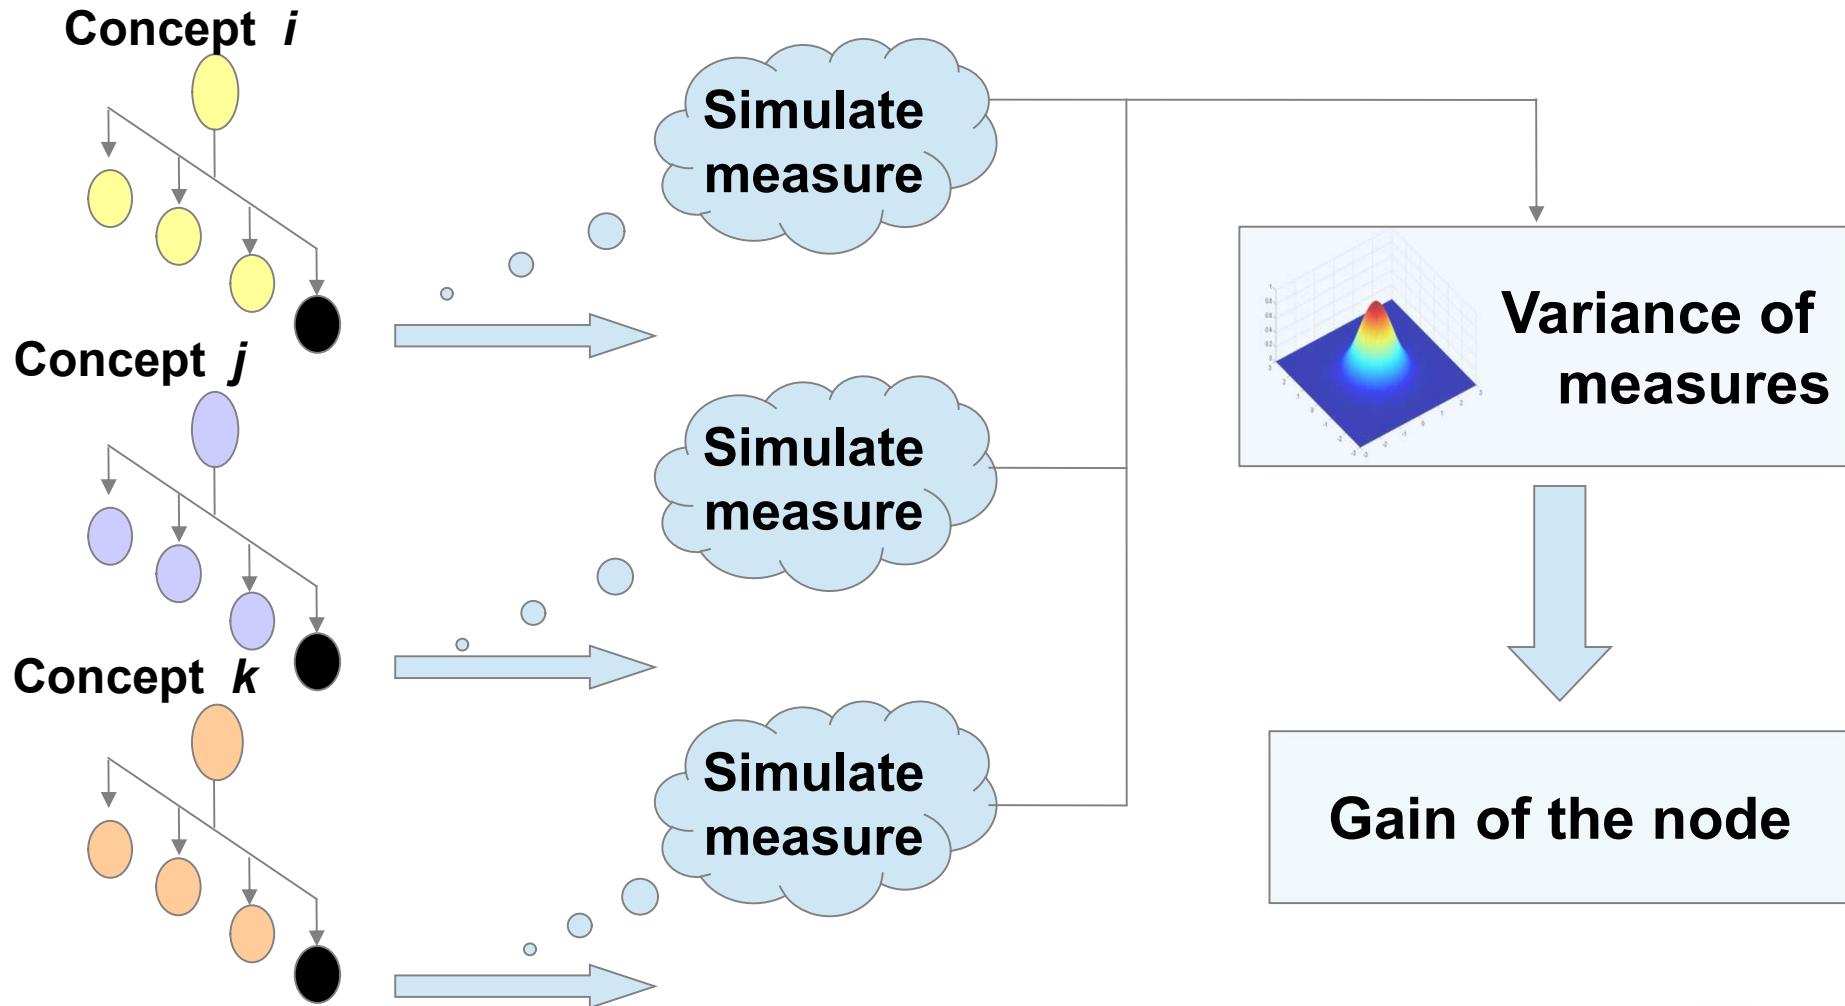 Concept i
Simulate
measure
Concept j
Simulate
measure
Concept k
Simulate
measure
Variance of
measures
Gain of the node